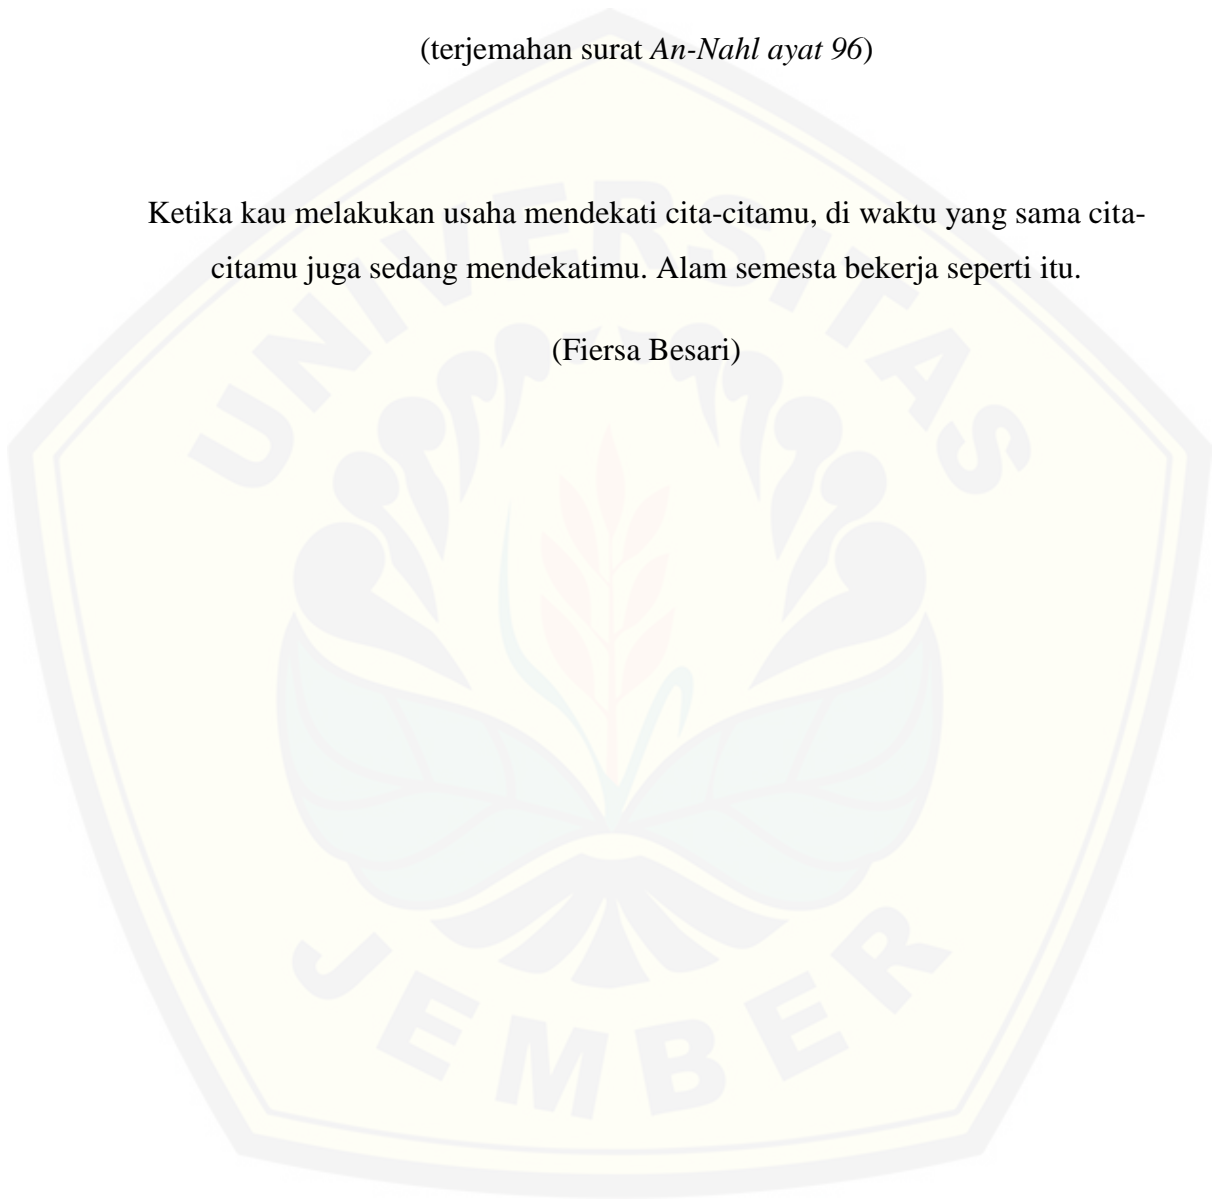 (terjemahan surat An-Nahl ayat 96)
Ketika kau melakukan usaha mendekati cita-citamu, di waktu yang sama cita-
citamu juga sedang mendekatimu. Alam semesta bekerja seperti itu.
(Fiersa Besari)
UNIVERSITAS
JEMBER